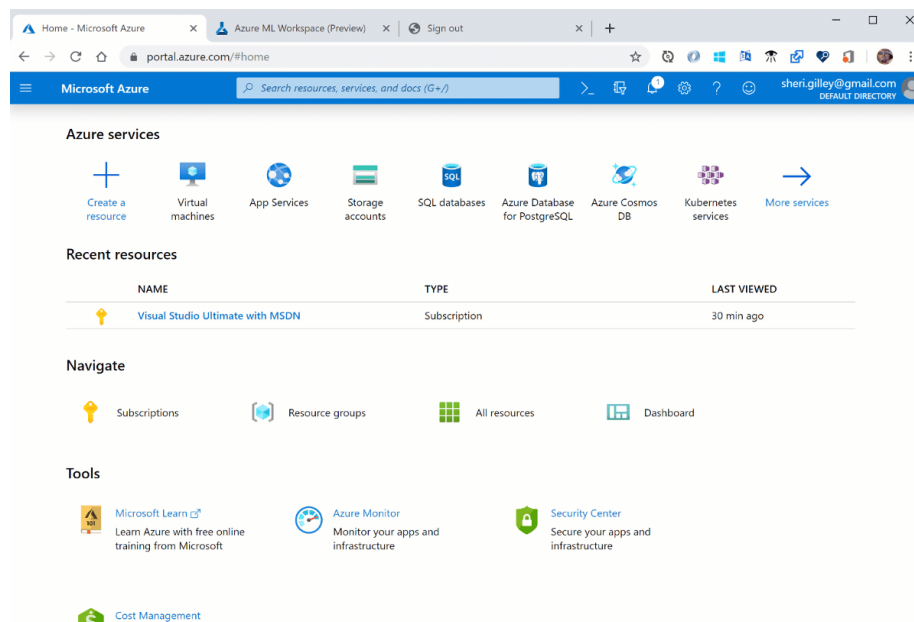 Home - Microsoft Azure
Azure ML Workspace (Preview)
Sign out
portal.azure.com/#home
Microsoft Azure
Search resources, services, and docs (G+/)
1
sheri.gilley@gmail.com
DEFAULT DIRECTORY
Azure services
Create a
resource
Virtual
machines
App Services
Storage
accounts
SQL
SQL databases
Azure Database
for PostgreSQL
Azure Cosmos
DB
Kubernetes
services
More services
Recent resources
NAME TYPE LAST VIEWED
Visual Studio Ultimate with MSDN Subscription 30 min ago
Navigate
Subscriptions
Resource groups
All resources
Dashboard
Tools
101
Microsoft Learn
Learn Azure with free online
training from Microsoft
Azure Monitor
Monitor your apps and
infrastructure
Security Center
Secure your apps and
infrastructure
Cost Management